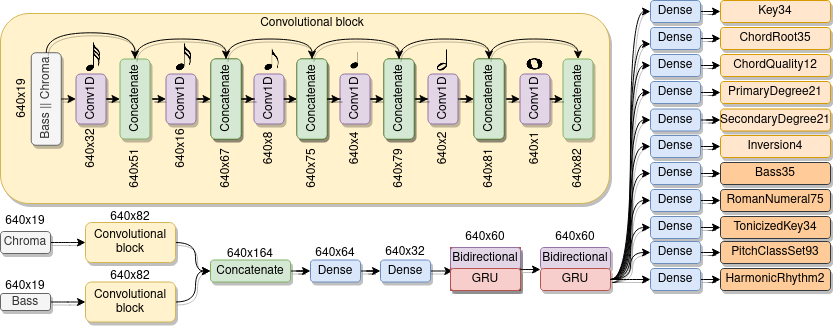 Convolutional block
640x19
Bass || Chroma
Conv1D
640x32
Concatenate
640x51
Conv1D
640x16
Concatenate
640x67
Conv1D
640x8
Concatenate
640x75
Conv1D
640x4
Concatenate
640x79
Conv1D
640x2
Concatenate
640x81
Conv1D
640x1
Concatenate
640x82
640x19
Chroma
640x82
Convolutional
block
640x19
Bass
640x82
Convolutional
block
640x164
Concatenate
640x64
Dense
640x32
Dense
640x60
Bidirectional
GRU
640x60
Bidirectional
GRU
Dense Key34
Dense ChordRoot35
Dense ChordQuality12
Dense PrimaryDegree21
Dense SecondaryDegree21
Dense Inversion4
Dense Bass35
Dense RomanNumeral75
Dense TonicizedKey34
Dense PitchClassSet93
Dense HarmonicRhythm2